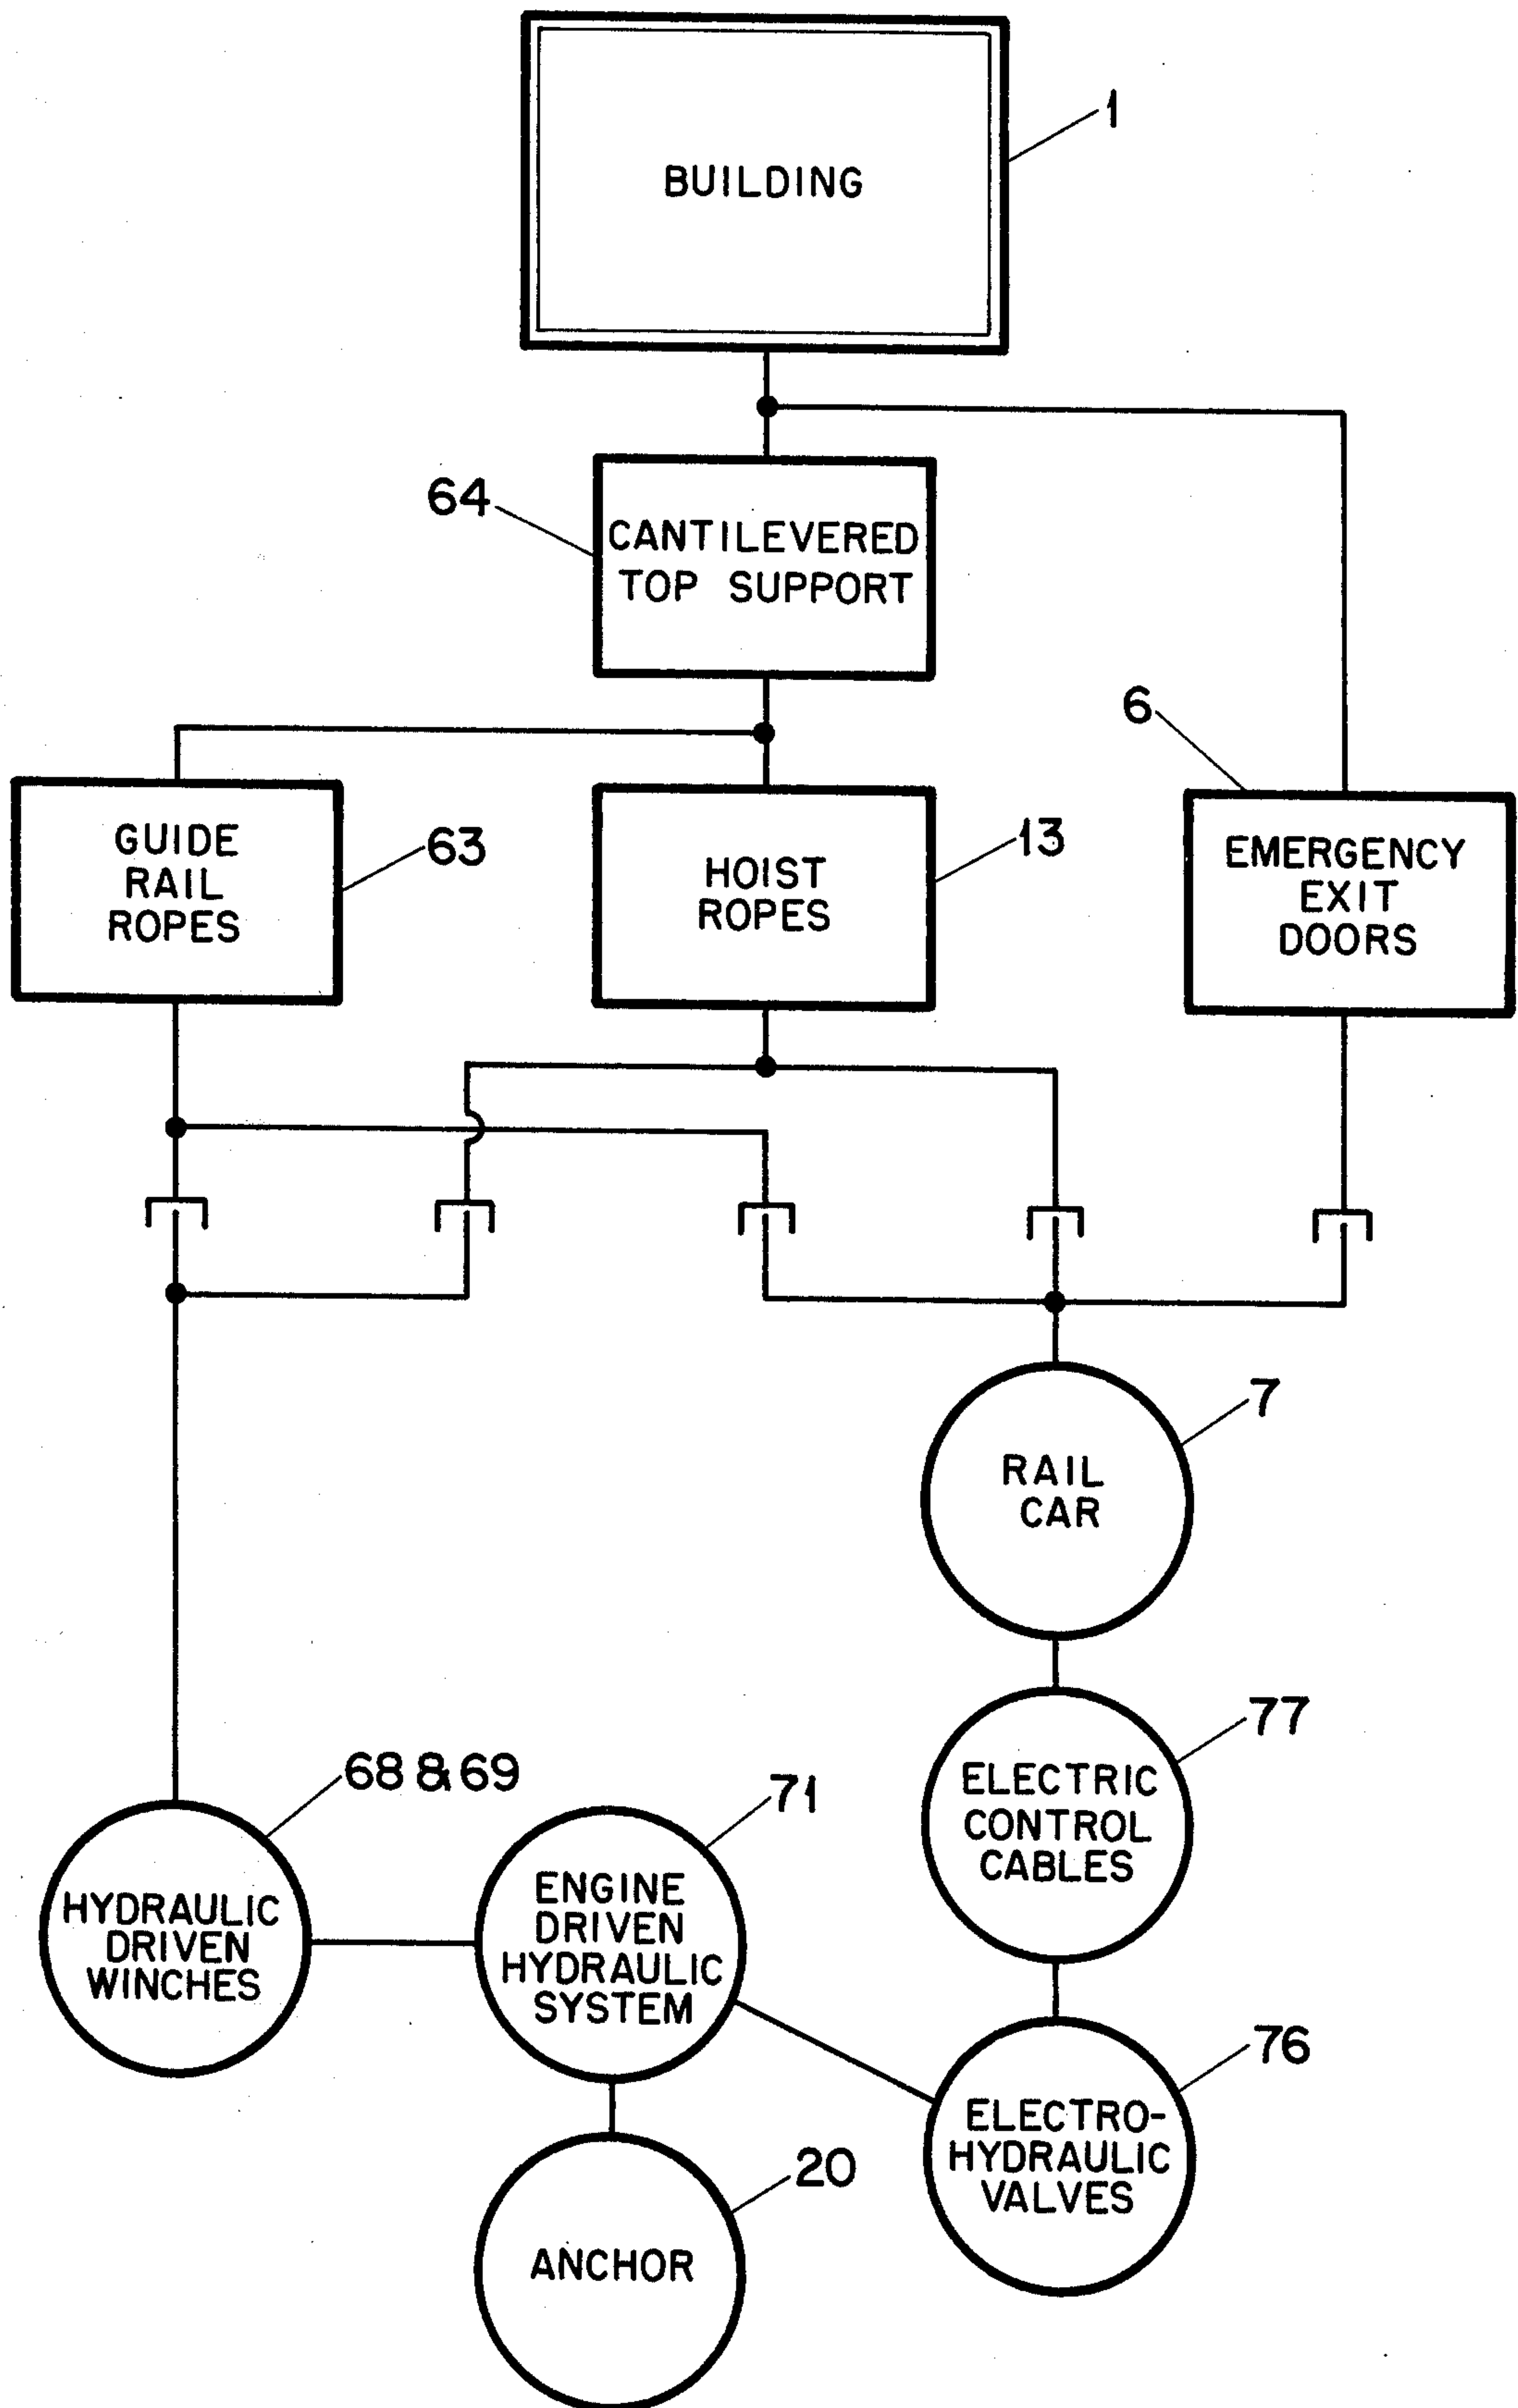 1
BUILDING
64
CANTILEVERED
TOP SUPPORT
6
GUIDE
RAIL
ROPES
63
HOIST
ROPES
13
EMERGENCY
EXIT
DOORS
7
RAIL
CAR
77
ELECTRIC
CONTROL
CABLES
68 & 69
HYDRAULIC
DRIVEN
WINCHES
71
ENGINE
DRIVEN
HYDRAULIC
SYSTEM
76
ELECTRO-
HYDRAULIC
VALVES
20
ANCHOR